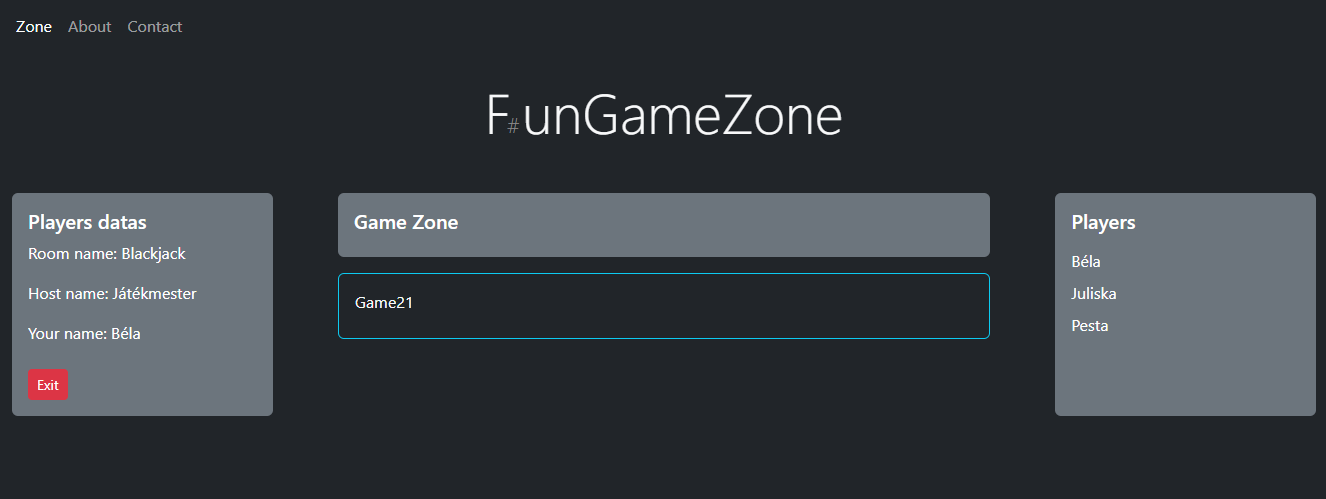 Zone About Contact
F#unGameZone
Players datas
Room name: Blackjack
Host name: Játékmester
Your name: Béla
Exit
Game Zone
Game21
Players
Béla
Juliska
Pesta